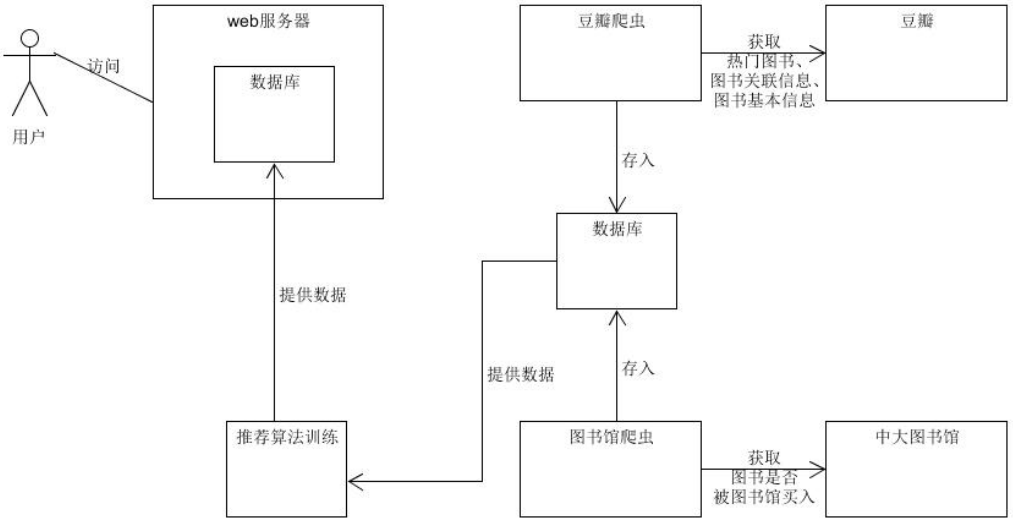 web服务器
豆瓣爬虫
豆瓣
访问
数据库
获取
热门图书、
图书关联信息、
图书基本信息
用户
存入
数据库
提供数据
提供数据
存入
推荐算法训练
图书馆爬虫
中大图书馆
获取
图书是否
被图书馆买入